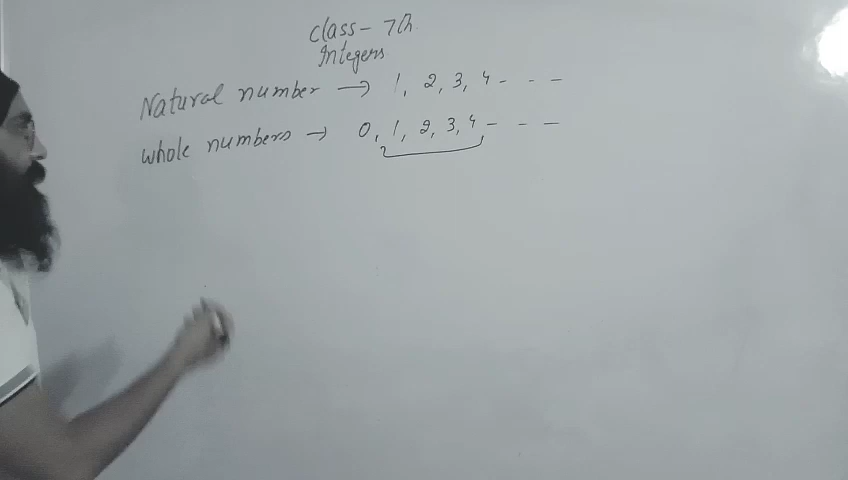 class - 7th
Integers
Natural number → 1, 2, 3, 4 - - -
whole numbers → 0, 1, 2, 3, 4 - - -